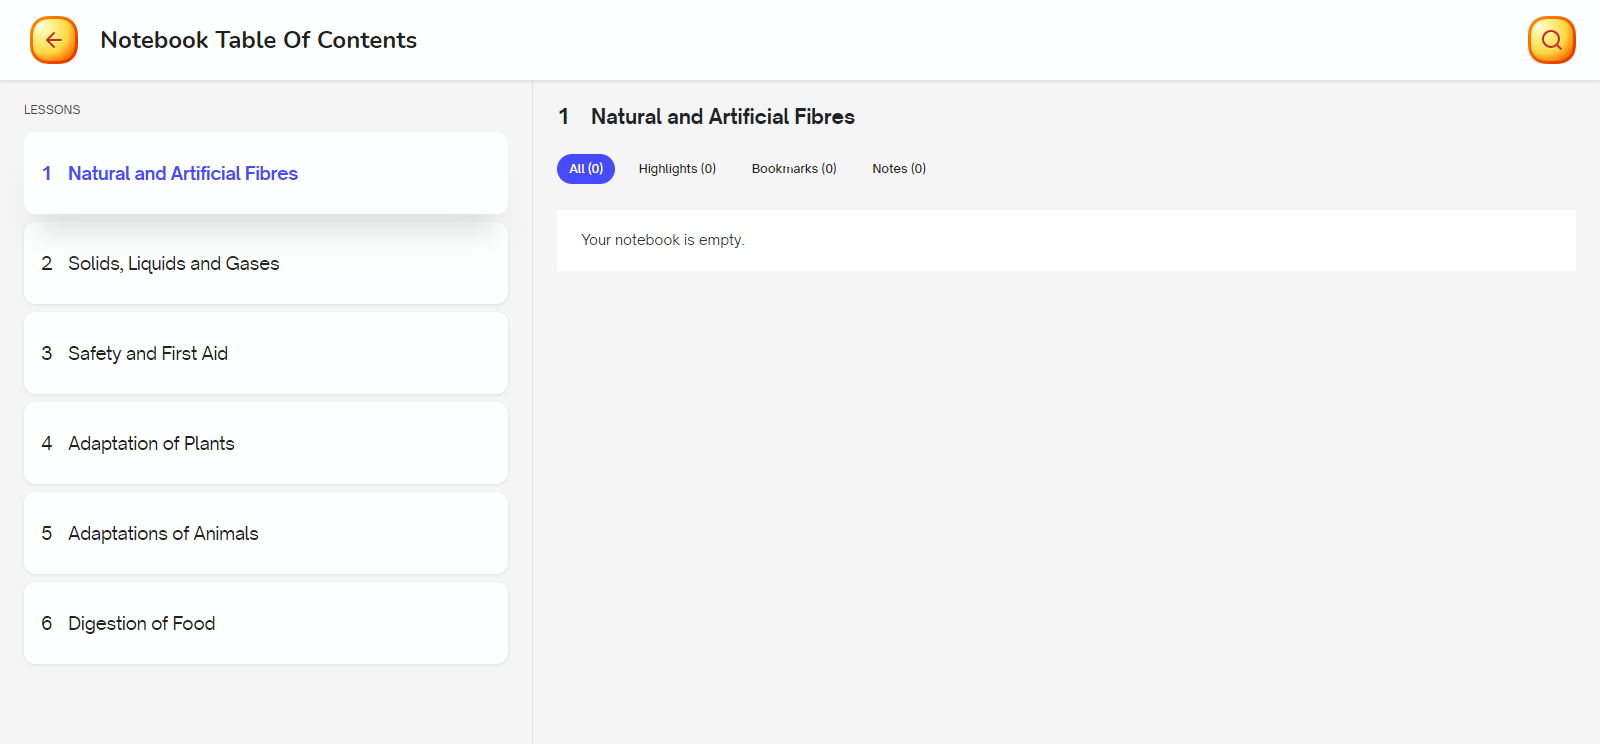 Notebook Table Of Contents
LESSONS
1 Natural and Artificial Fibres
2 Solids, Liquids and Gases
3 Safety and First Aid
4 Adaptation of Plants
5 Adaptations of Animals
6 Digestion of Food
1 Natural and Artificial Fibres
All (0) Highlights (0) Bookmarks (0) Notes (0)
Your notebook is empty.